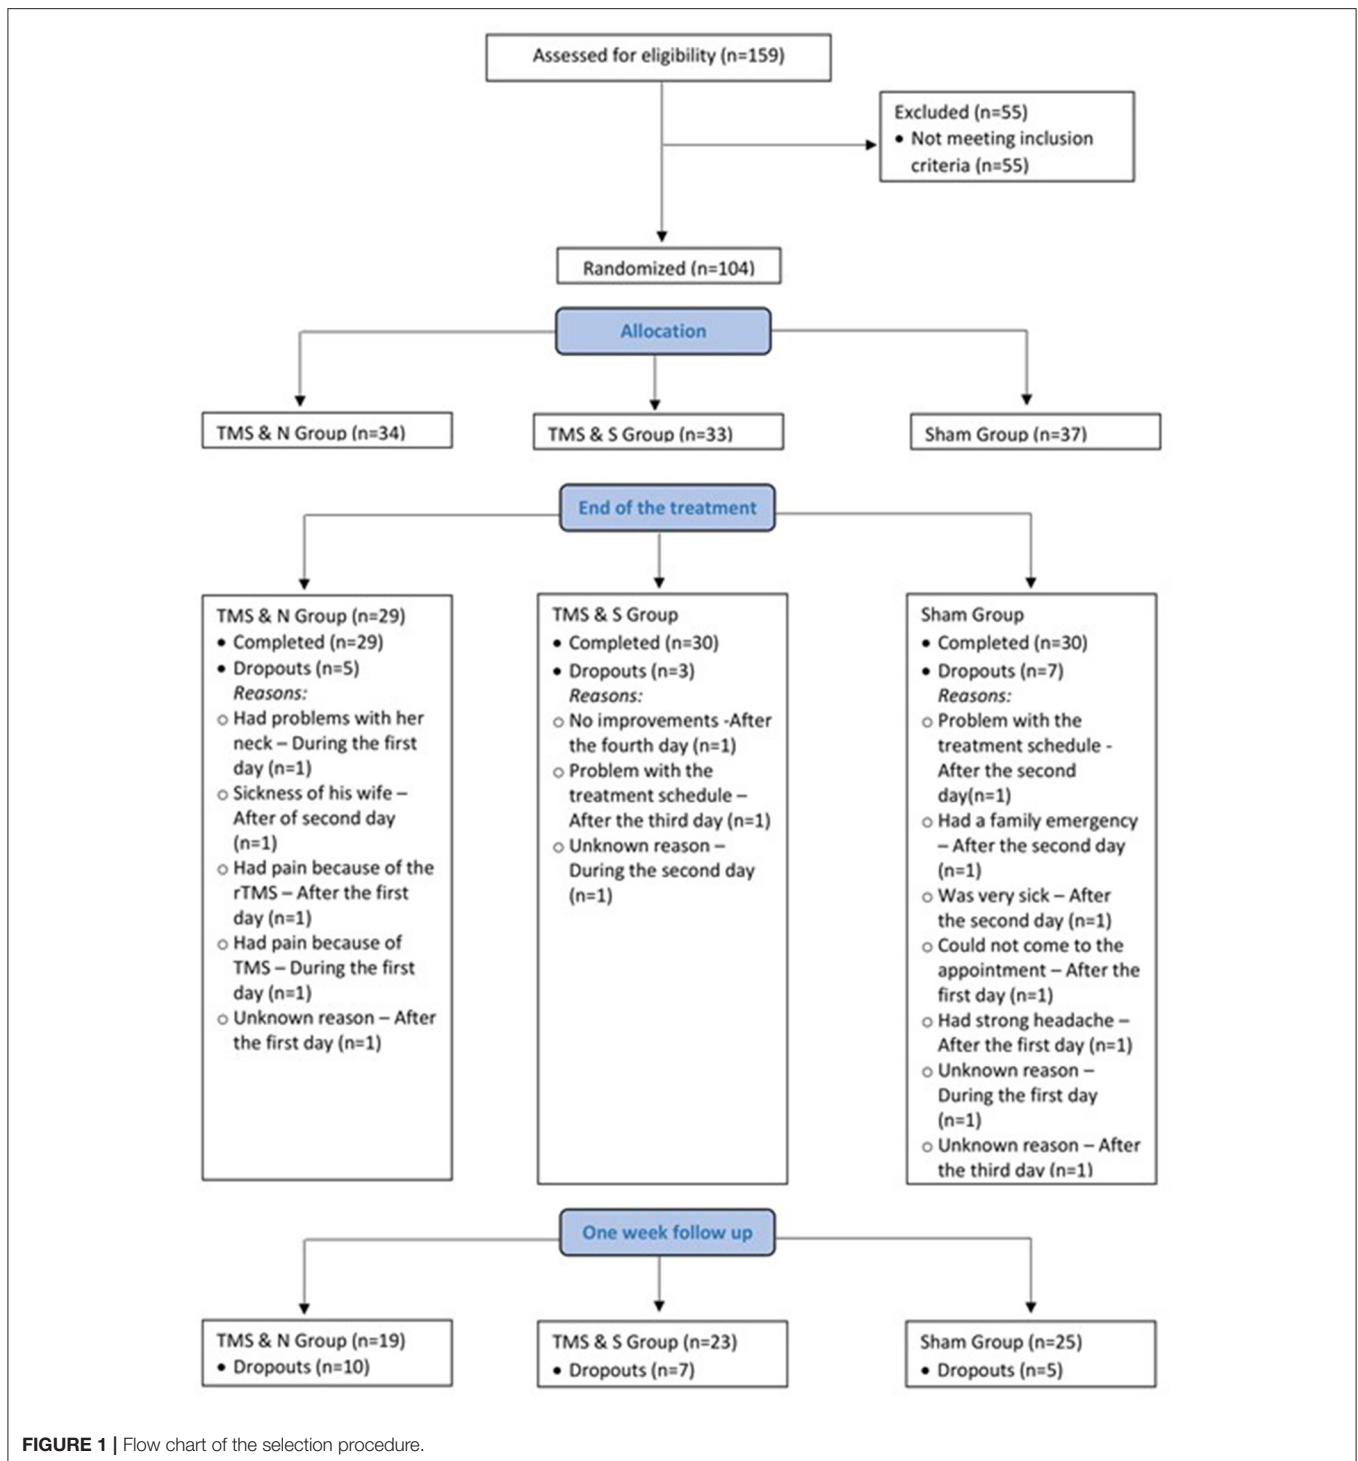 Assessed for eligibility (n=159)
Excluded (n=55)
• Not meeting inclusion
criteria (n=55)
Randomized (n=104)
Allocation
TMS & N Group (n=34)
TMS & S Group (n=33)
Sham Group (n=37)
End of the treatment
TMS & N Group (n=29)
• Completed (n=29)
• Dropouts (n=5)
Reasons:
○ Had problems with her
neck – During the first
day (n=1)
○ Sickness of his wife –
After of second day
(n=1)
○ Had pain because of the
rTMS – After the first
day (n=1)
○ Had pain because of
TMS – During the first
day (n=1)
○ Unknown reason – After
the first day (n=1)
TMS & S Group
• Completed (n=30)
• Dropouts (n=3)
Reasons:
○ No improvements -After
the fourth day (n=1)
○ Problem with the
treatment schedule –
After the third day (n=1)
○ Unknown reason –
During the second day
(n=1)
Sham Group
• Completed (n=30)
• Dropouts (n=7)
Reasons:
○ Problem with the
treatment schedule -
After the second
day(n=1)
○ Had a family emergency
– After the second day
(n=1)
○ Was very sick – After
the second day (n=1)
○ Could not come to the
appointment – After the
first day (n=1)
○ Had strong headache –
After the first day (n=1)
○ Unknown reason –
During the first day
(n=1)
○ Unknown reason – After
the third day (n=1)
One week follow up
TMS & N Group (n=19)
• Dropouts (n=10)
TMS & S Group (n=23)
• Dropouts (n=7)
Sham Group (n=25)
• Dropouts (n=5)
FIGURE 1 | Flow chart of the selection procedure.